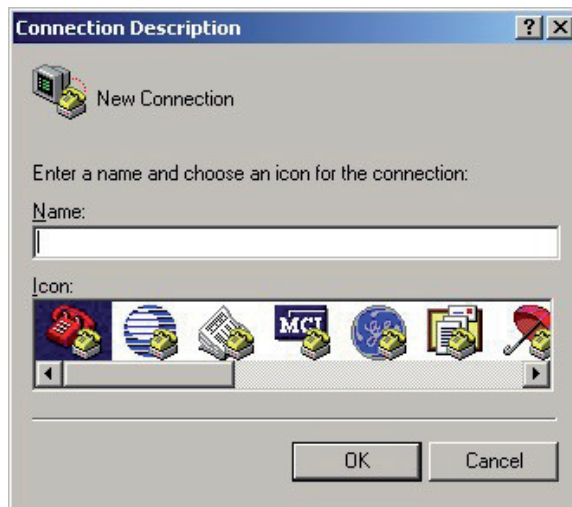 Connection Description
New Connection
Enter a name and choose an icon for the connection:
Name:
Icon:
MCI
OK
Cancel